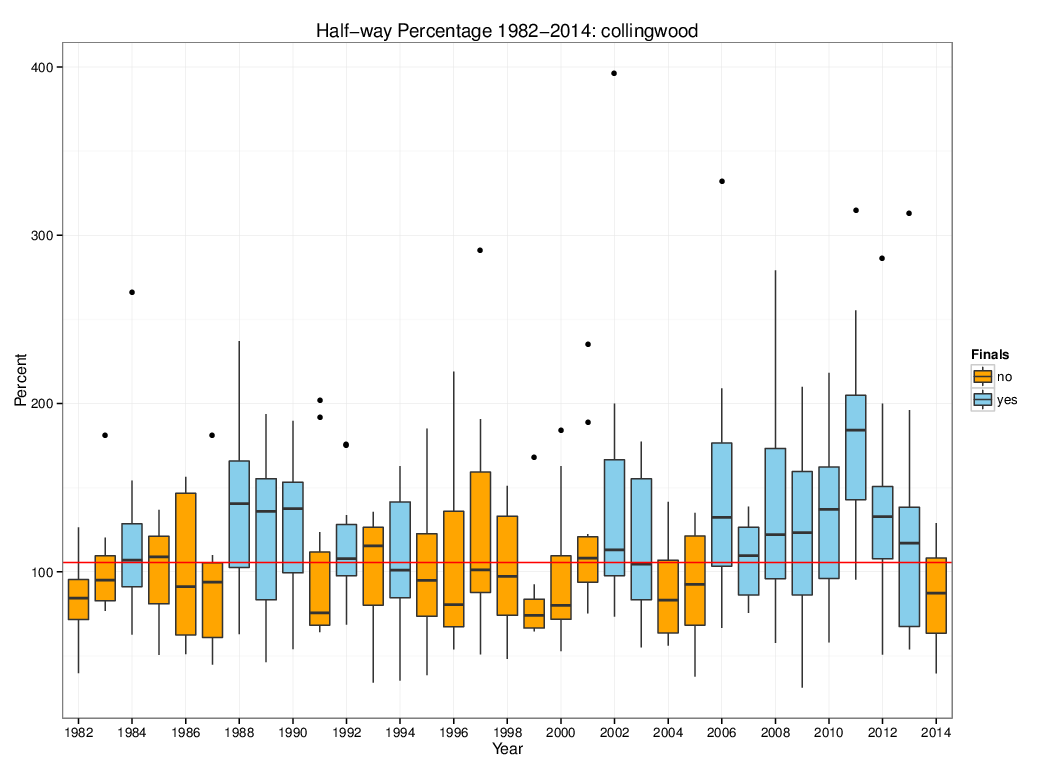 Half−way Percentage 1982−2014: collingwood
400
300
200
100
Percent
1982 1984 1986 1988 1990 1992 1994 1996 1998 2000 2002 2004 2006 2008 2010 2012 2014
Year
Finals
no
yes